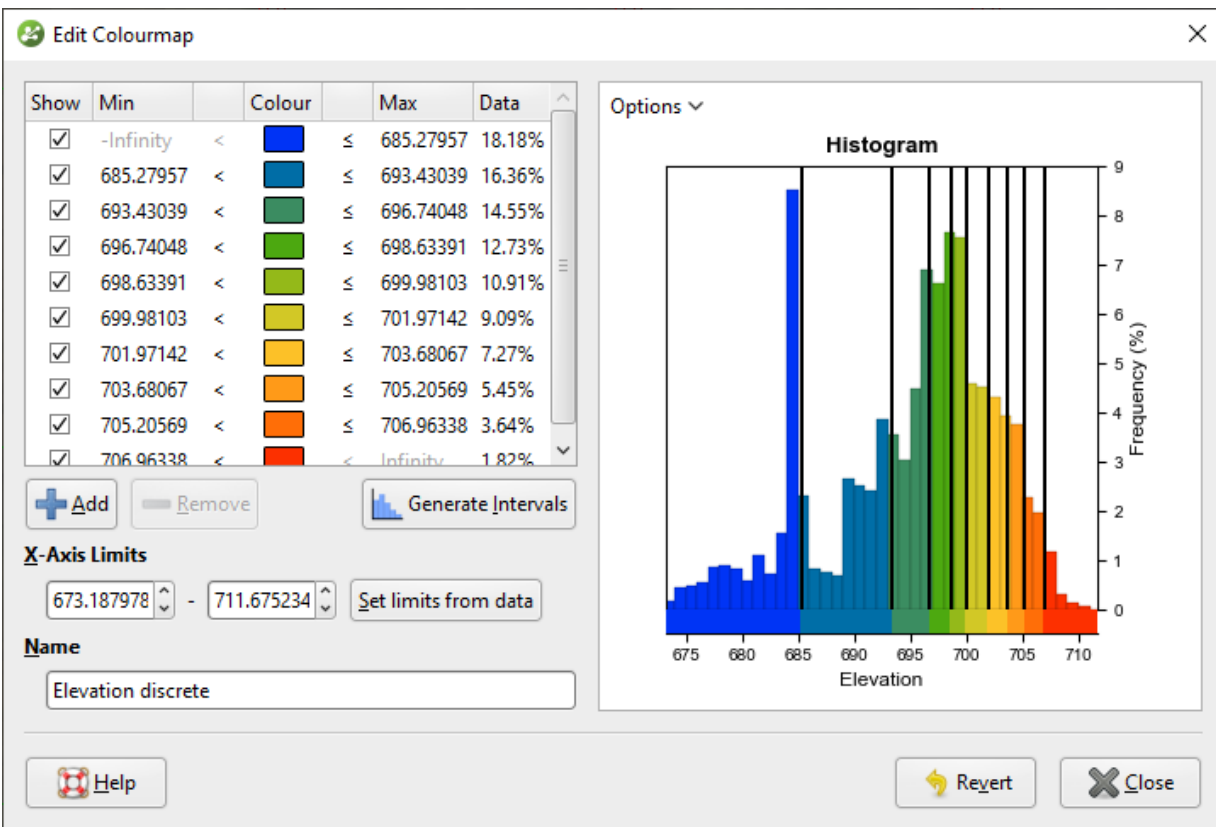 Edit Colourmap
Show Min Colour Max Data
-Infinity < ≤ 685.27957 18.18%
685.27957 < ≤ 693.43039 16.36%
693.43039 < ≤ 696.74048 14.55%
696.74048 < ≤ 698.63391 12.73%
698.63391 < ≤ 699.98103 10.91%
699.98103 < ≤ 701.97142 9.09%
701.97142 < ≤ 703.68067 7.27%
703.68067 < ≤ 705.20569 5.45%
705.20569 < ≤ 706.96338 3.64%
706.96338 < < Infinity 1.82%
Add Remove Generate Intervals
X-Axis Limits
673.187978 - 711.675234 Set limits from data
Name
Elevation discrete
Options
Histogram
9
8
7
6
5
4
3
2
1
0
Frequency (%)
675 680 685 690 695 700 705 710
Elevation
Help Revert Close